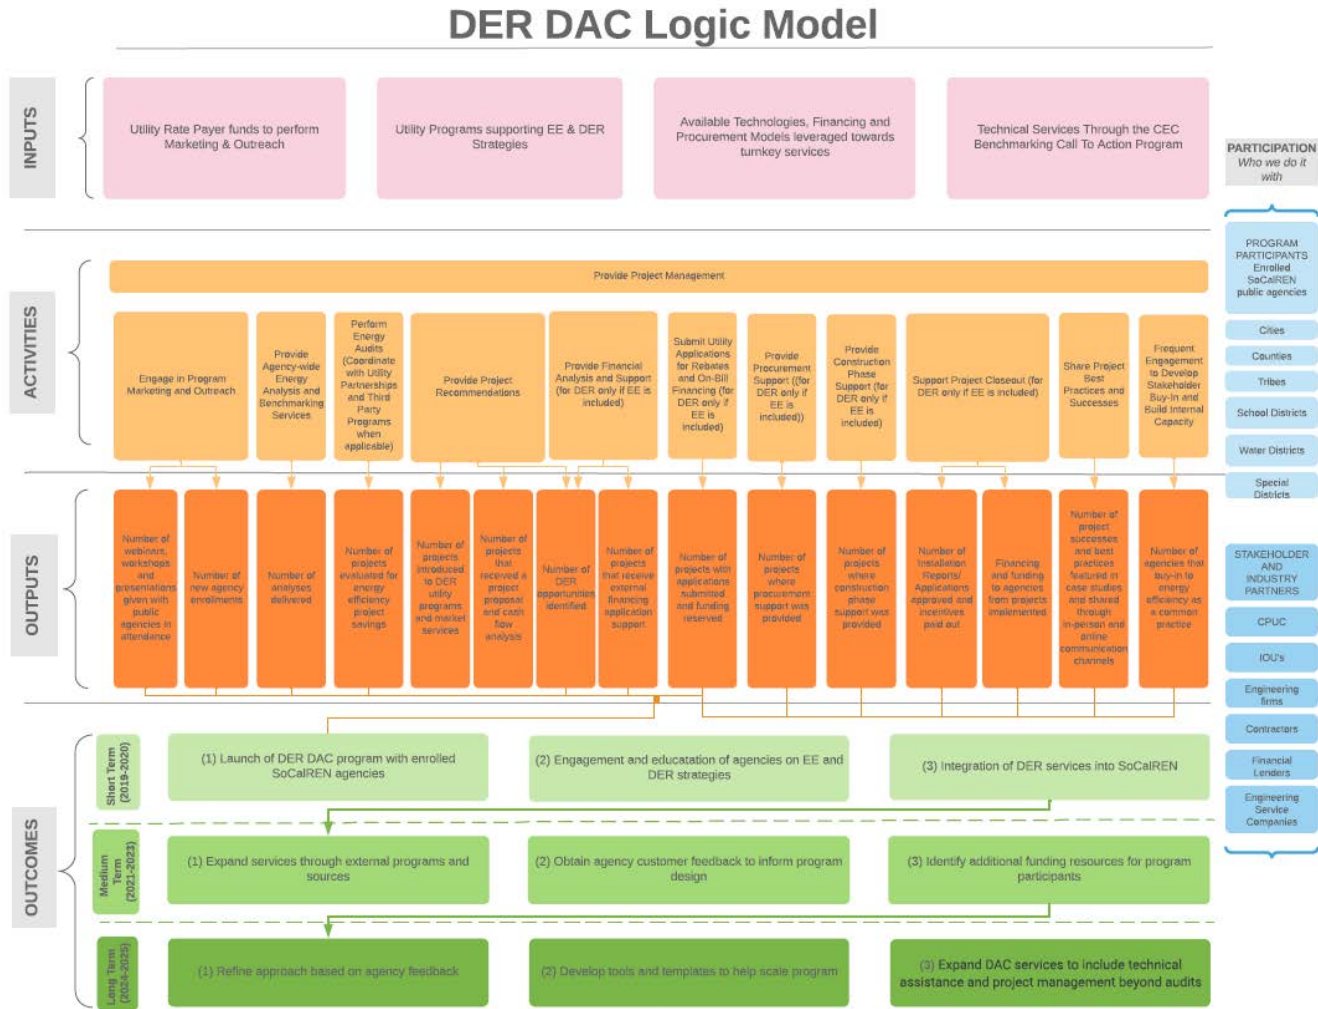 DER DAC Logic Model
INPUTS
Utility Rate Payer funds to perform
Marketing & Outreach
Utility Programs supporting EE & DER
Strategies
Available Technologies, Financing and
Procurement Models leveraged towards
turnkey services
Technical Services Through the CEC
Benchmarking Call To Action Program
PARTICIPATION
Who we do it
with
ACTIVITIES
Provide Project Management
Engage in Program
Marketing and Outreach
Provide
Agency-wide
Energy
Analysis and
Benchmarking
Services
Perform
Energy
Audits
(Coordinate
with Utility
Partnerships
and Third
Party
Programs
when
applicable)
Provide Project
Recommendations
Provide Financial
Analysis and Support
(for DER only if EE is
included)
Submit Utility
Applications
for Rebates
and On-Bill
Financing (for
DER only if
EE is
included)
Provide
Procurement
Support ((for
DER only if
EE is
included))
Provide
Construction
Phase
Support (for
DER only if
EE is
included)
Support Project Closeout (for
DER only if EE is included)
Share Project
Best
Practices and
Successes
Frequent
Engagement
to Develop
Stakeholder
Buy-In and
Build Internal
Capacity
PROGRAM
PARTICIPANTS
Enrolled
SoCalREN
public agencies
Cities
Counties
Tribes
School Districts
Water Districts
Special
Districts
OUTPUTS
Number of
webinars,
workshops
and
presentations
given with
public
agencies in
attendance
Number of
new agency
enrollments
Number of
analyses
delivered
Number of
projects
evaluated for
energy
efficiency
project
savings
Number of
projects
introduced
to DER
utility
programs
and market
services
Number of
projects
that
received a
project
proposal
and cash
flow
analysis
Number of
DER
opportunities
identified
Number of
projects
that receive
external
financing
application
support
Number of
projects with
applications
submitted
and funding
reserved
Number of
projects
where
procurement
support was
provided
Number of
projects
where
construction
phase
support was
provided
Number of
Installation
Reports/
Applications
approved and
incentives
paid out
Financing
and funding
to agencies
from projects
implemented
Number of
project
successes
and best
practices
featured in
case studies
and shared
through
in-person and
online
communication
channels
Number of
agencies that
buy-in to
energy
efficiency as
a common
practice
STAKEHOLDER
AND
INDUSTRY
PARTNERS
CPUC
IOU's
Engineering
firms
Contractors
Financial
Lenders
Engineering
Service
Companies
OUTCOMES
Short Term
(2019-2020)
(1) Launch of DER DAC program with enrolled
SoCalREN agencies
(2) Engagement and educatation of agencies on EE and
DER strategies
(3) Integration of DER services into SoCalREN
Medium
Term
(2021-2023)
(1) Expand services through external programs and
sources
(2) Obtain agency customer feedback to inform program
design
(3) Identify additional funding resources for program
participants
Long Term
(2024-2025)
(1) Refine approach based on agency feedback
(2) Develop tools and templates to help scale program
(3) Expand DAC services to include technical
assistance and project management beyond audits